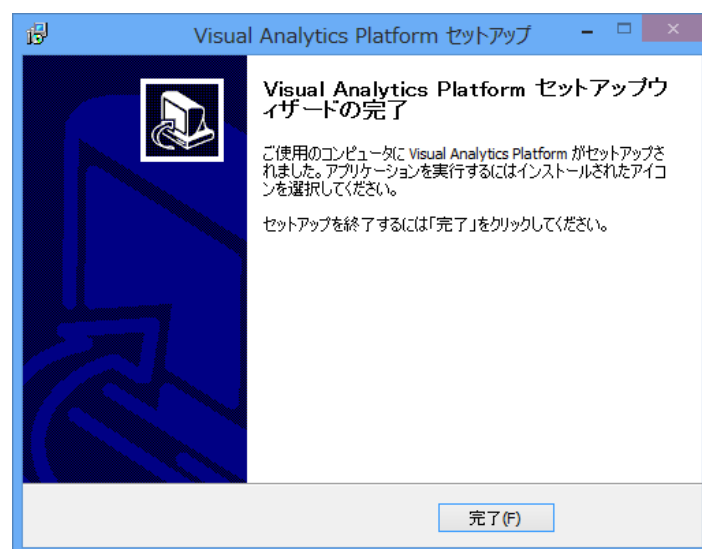 Visual Analytics Platform セットアップ
Visual Analytics Platform セットアップウ
ィザードの完了
ご使用のコンピュータに Visual Analytics Platform がセットアップさ
れました。アプリケーションを実行するにはインストールされたアイコ
ンを選択してください。
セットアップを終了するには「完了」をクリックしてください。
完了(F)